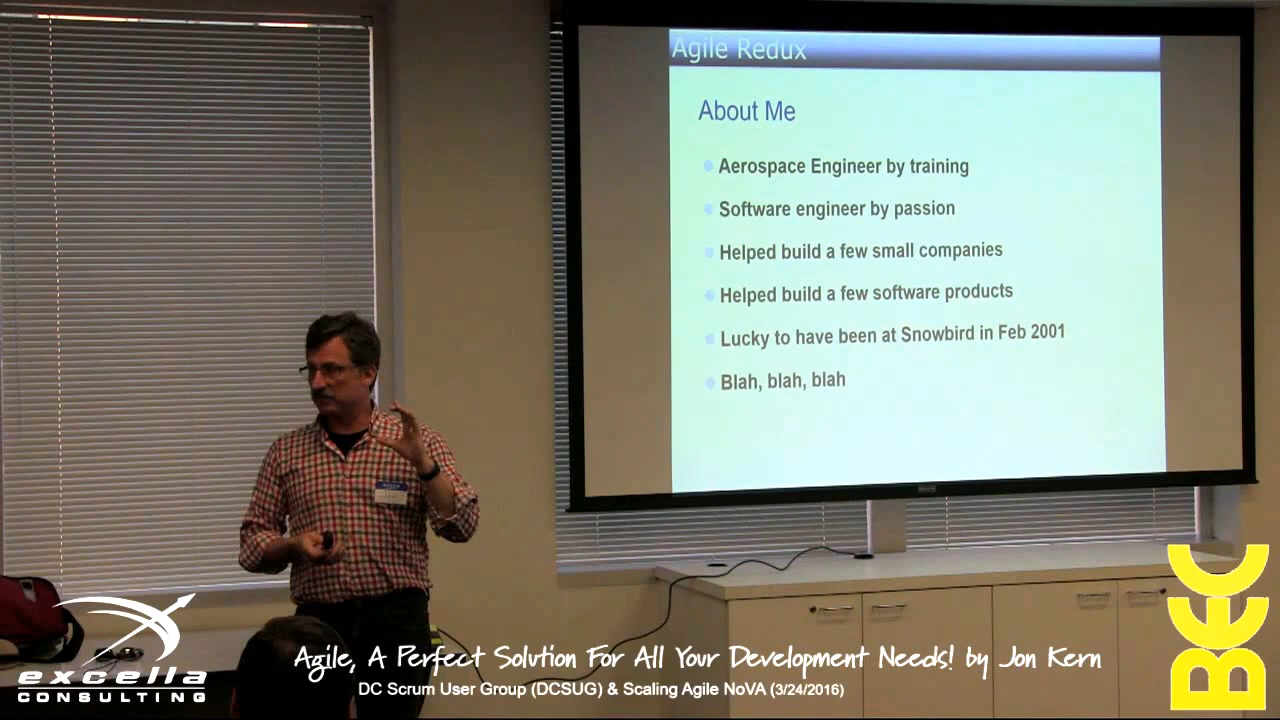 Agile Redux
About Me
Aerospace Engineer by training
Software engineer by passion
Helped build a few small companies
Helped build a few software products
Lucky to have been at Snowbird in Feb 2001
Blah, blah, blah
excella
CONSULTING
Agile, A Perfect Solution For All Your Development Needs! by Jon Kern
DC Scrum User Group (DCSUG) & Scaling Agile NoVA (3/24/2016)